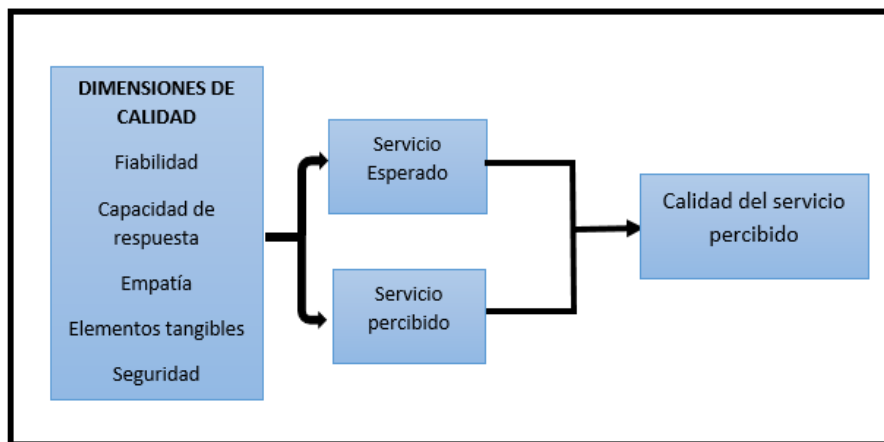 DIMENSIONES DE
CALIDAD
Fiabilidad
Capacidad de
respuesta
Empatía
Elementos tangibles
Seguridad
Servicio
Esperado
Servicio
percibido
Calidad del servicio
percibido